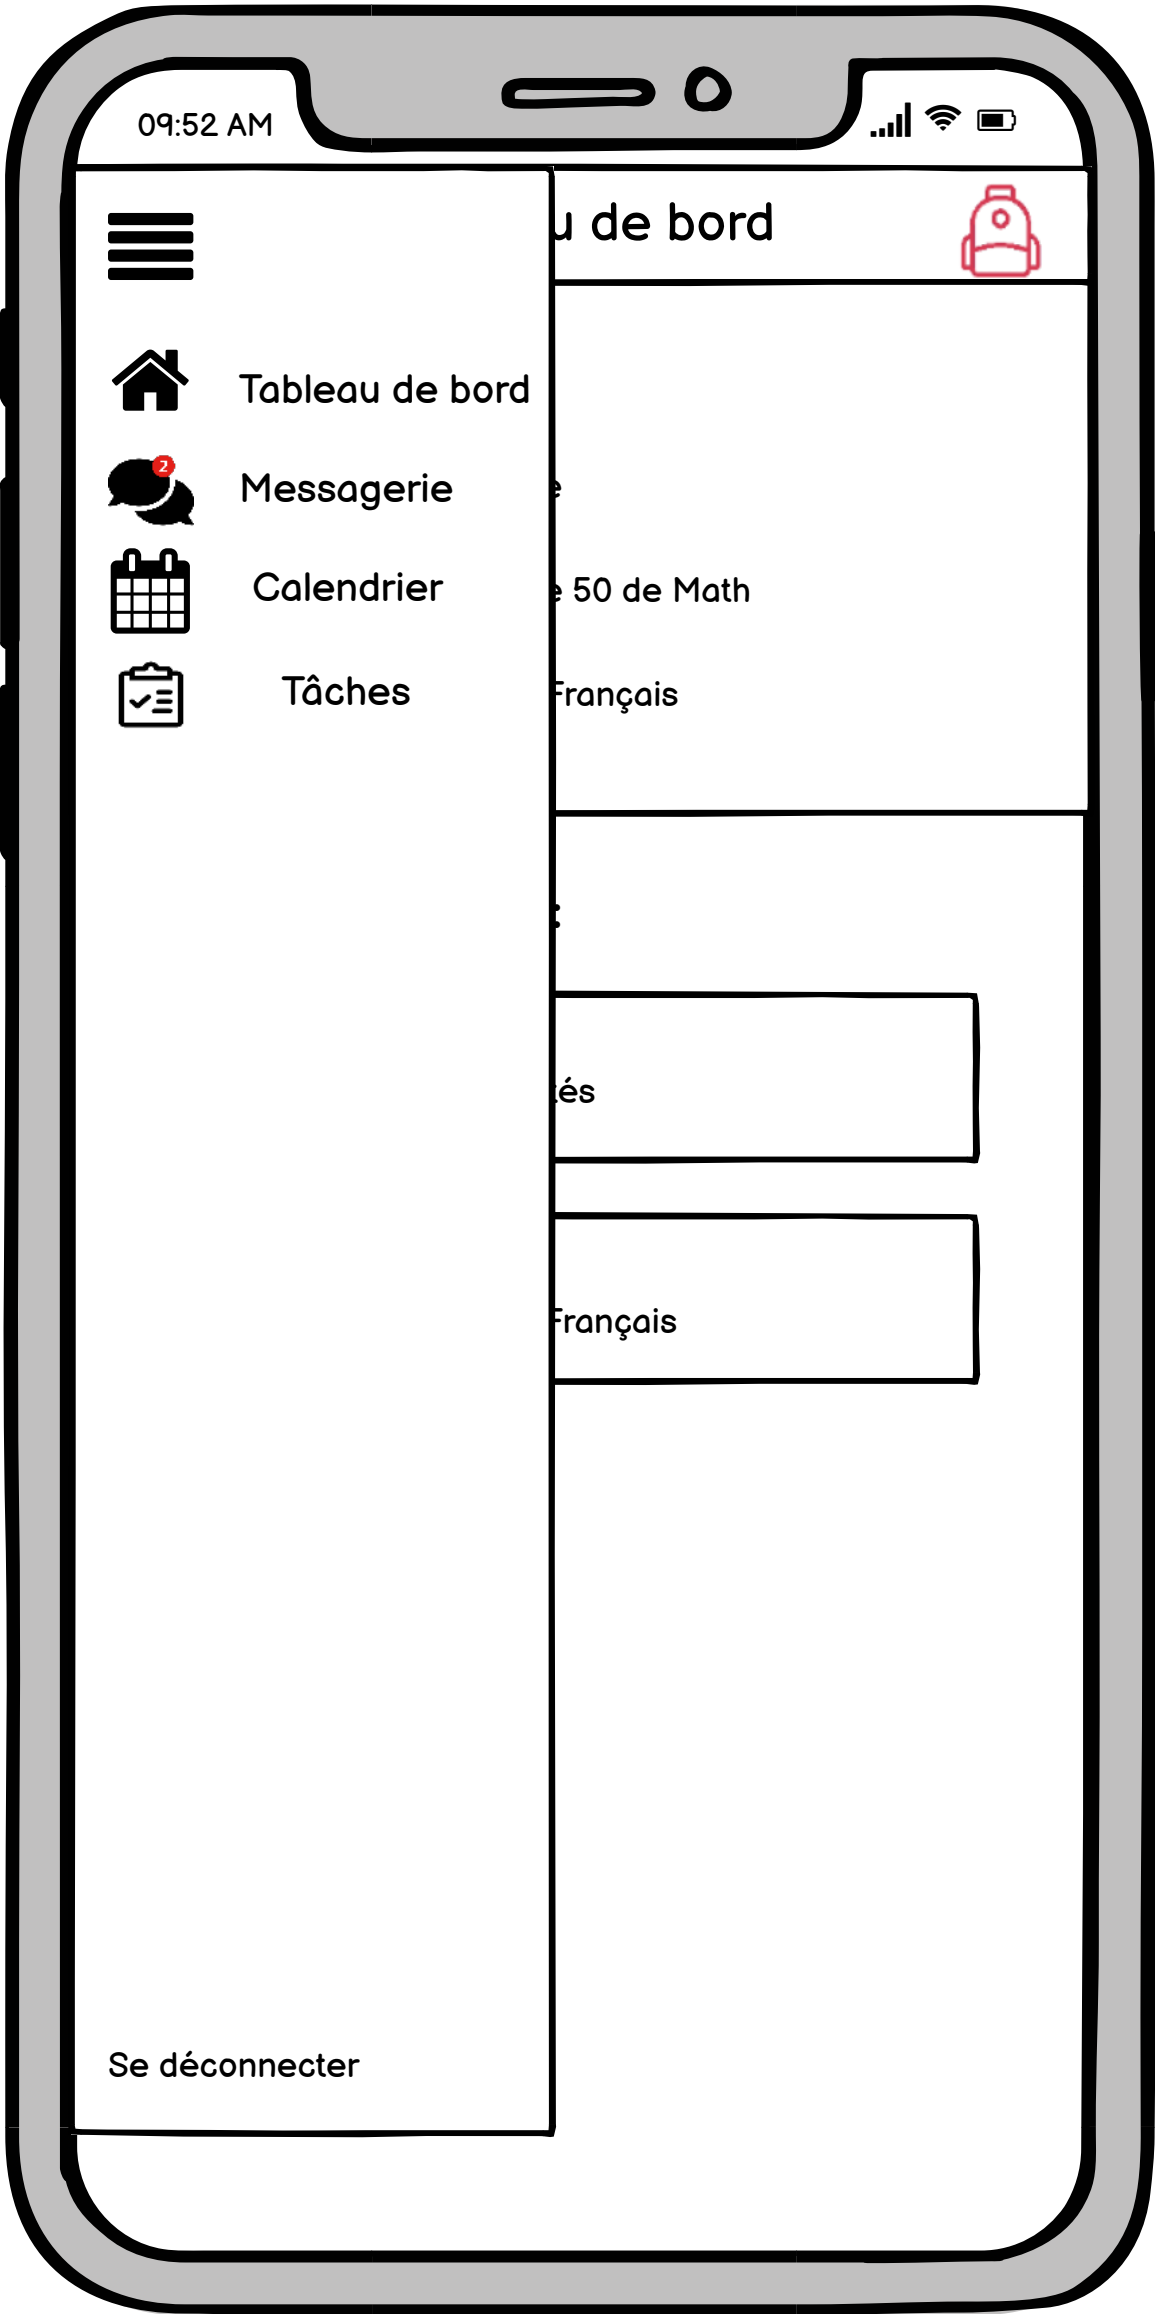 09:52 AM
de bord
Tableau de bord
2
Messagerie
Calendrier
50 de Math
Tâches
Français
Français
Se déconnecter